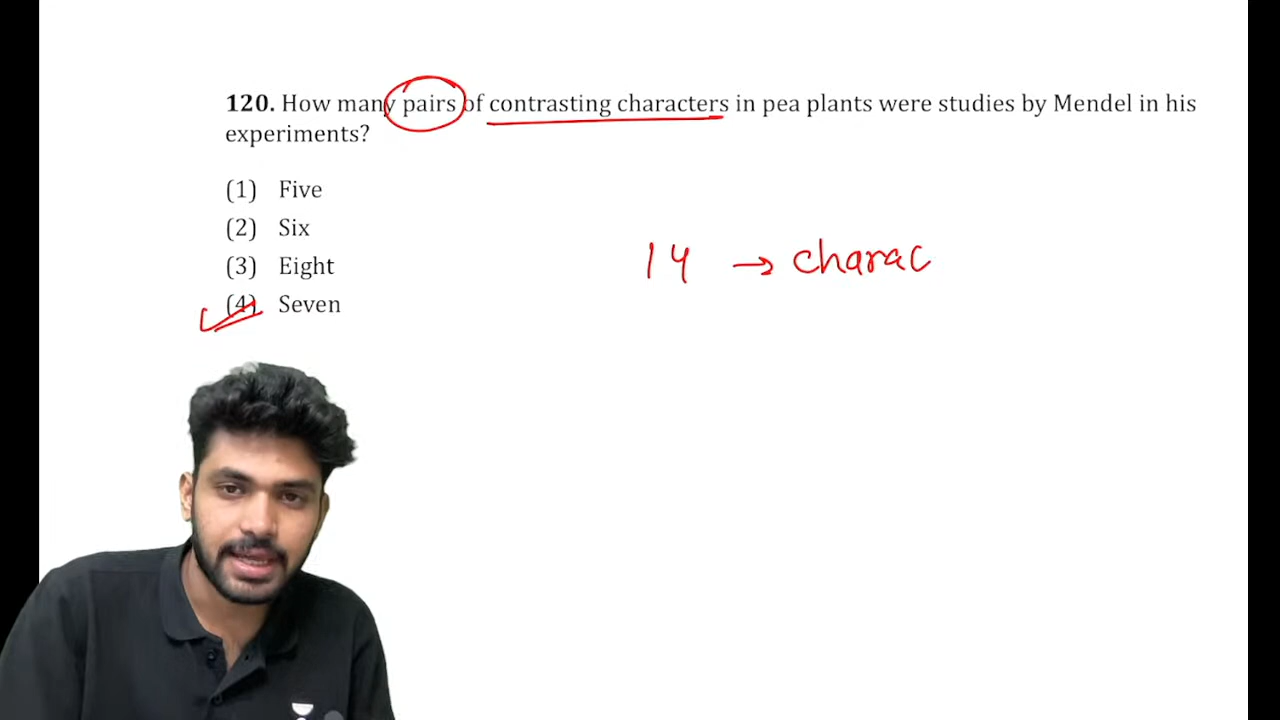 120. How many pairs of contrasting characters in pea plants were studies by Mendel in his
experiments?
(1) Five
(2) Six
(3) Eight
(4) Seven
14 → charac